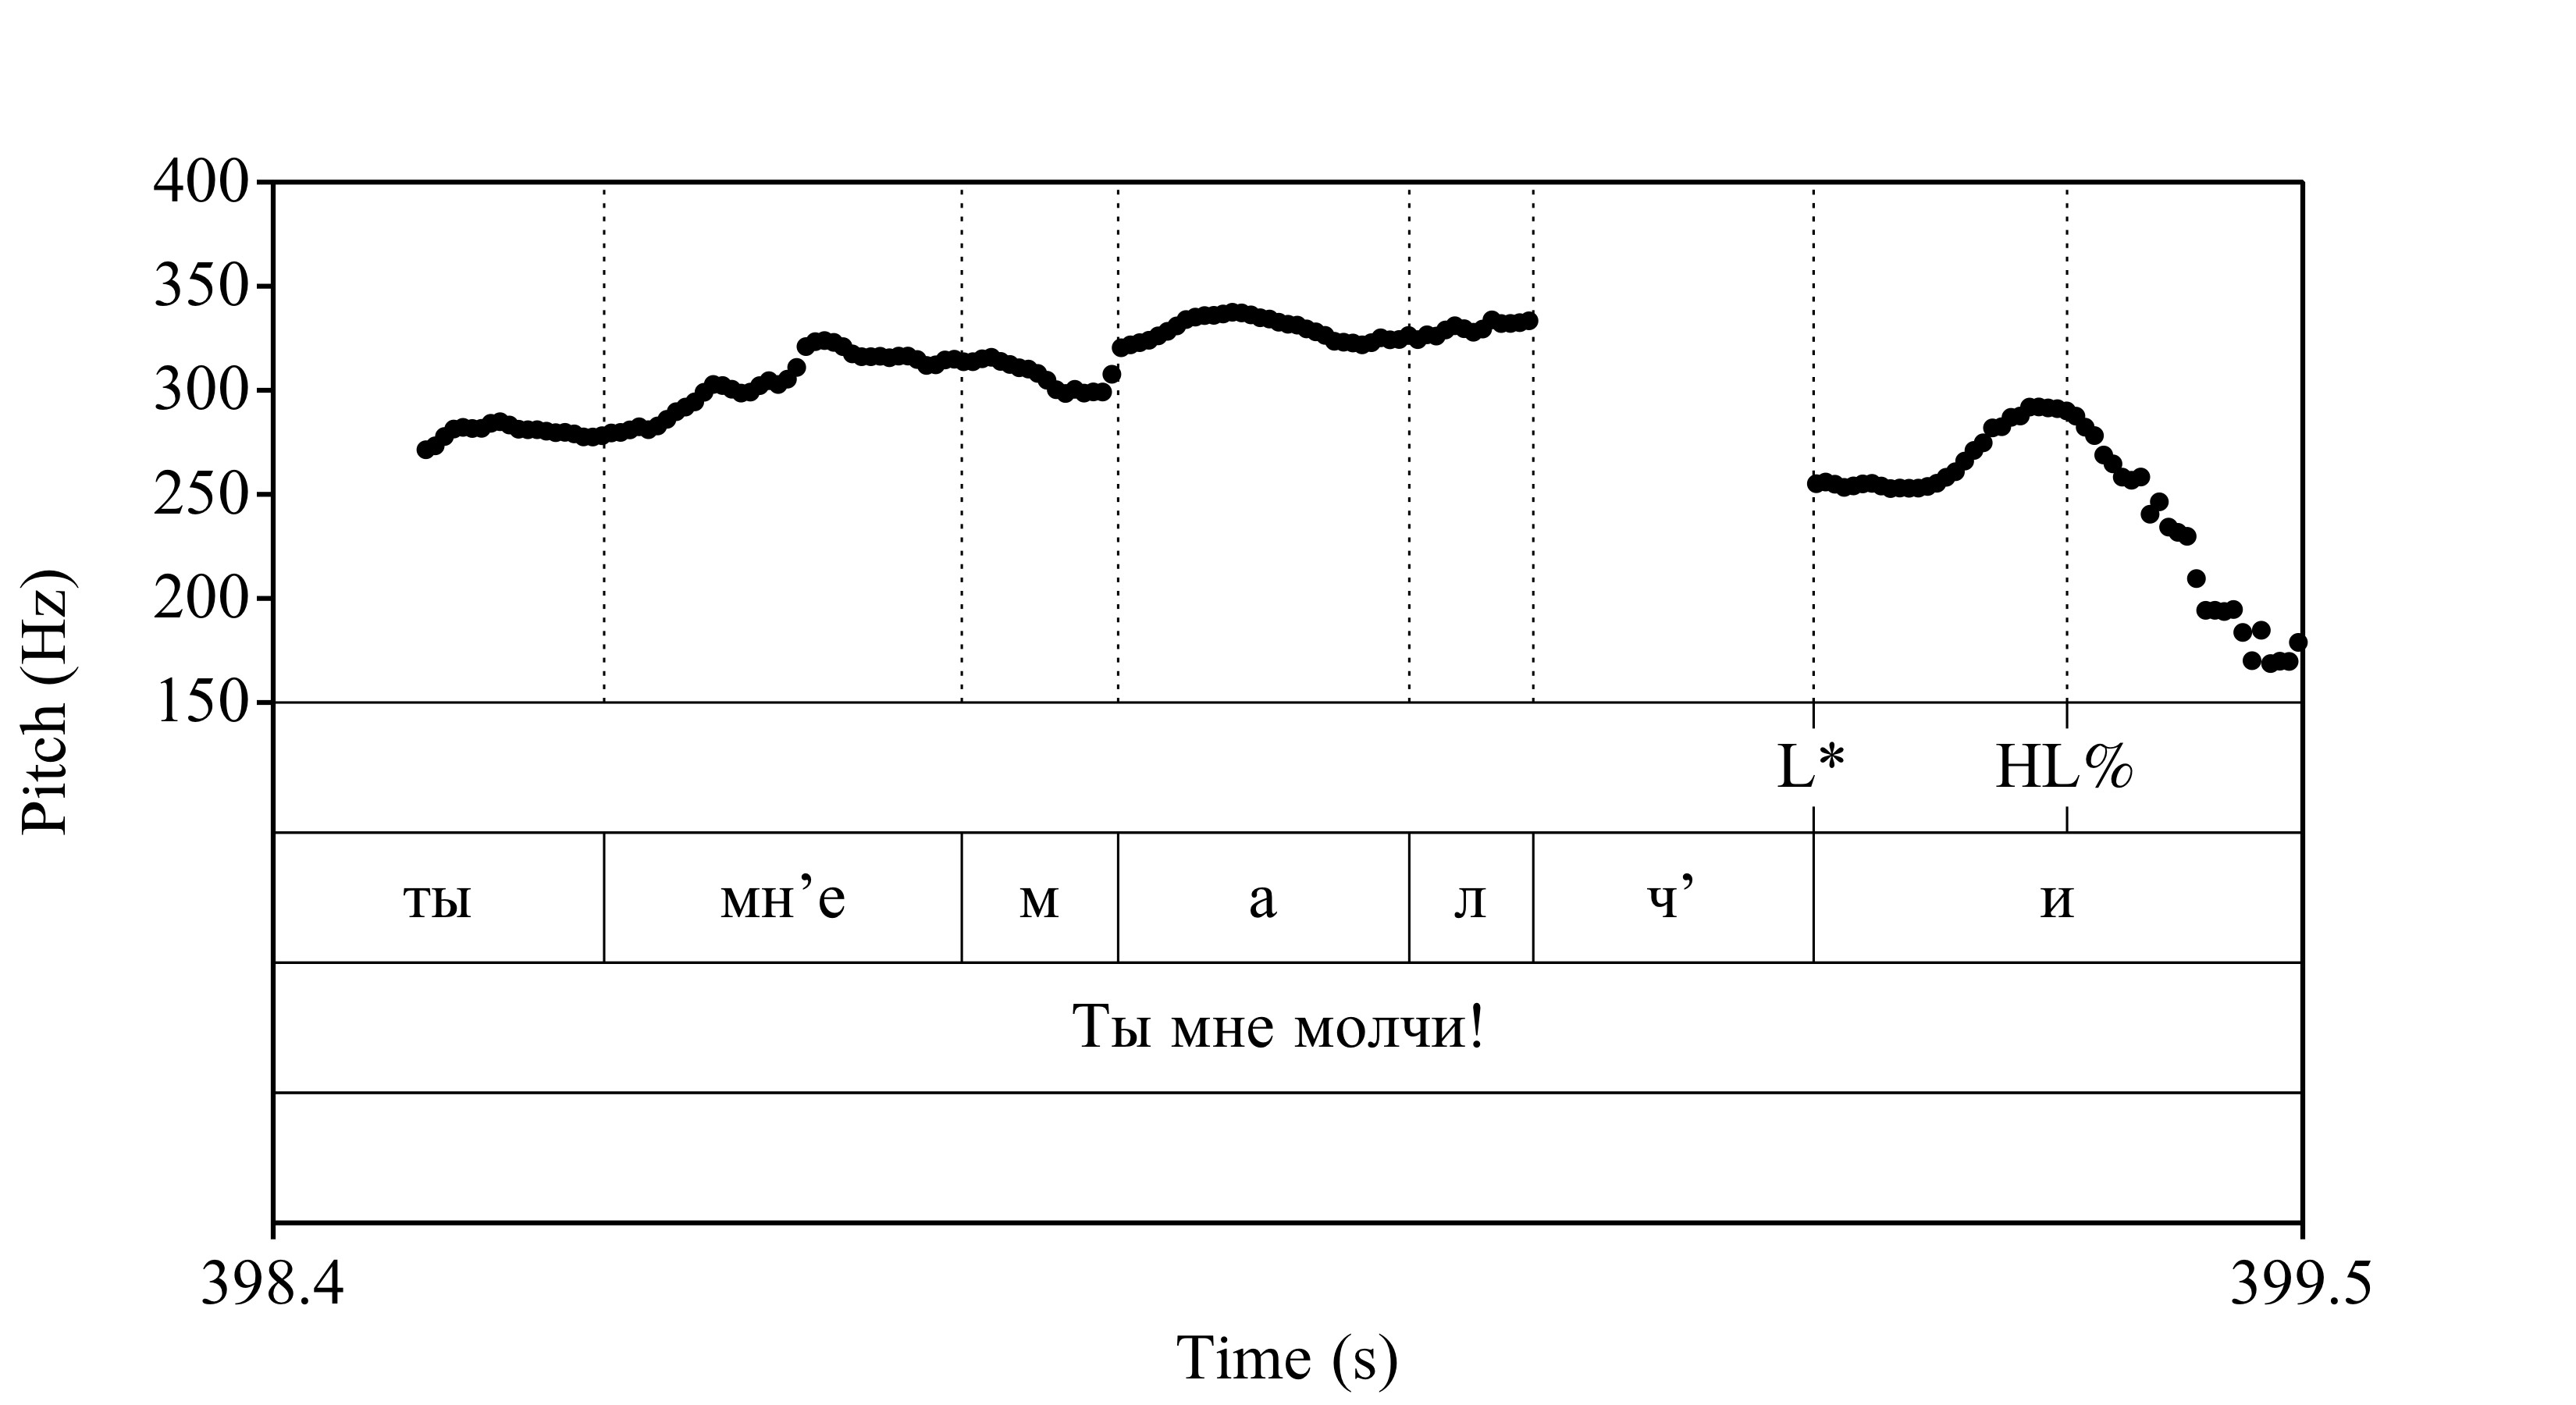 400
350
300
250
200
150
Pitch (Hz)
L* HL%
ты мн’е м а л ч’ и
Ты мне молчи!
398.4 399.5
Time (s)